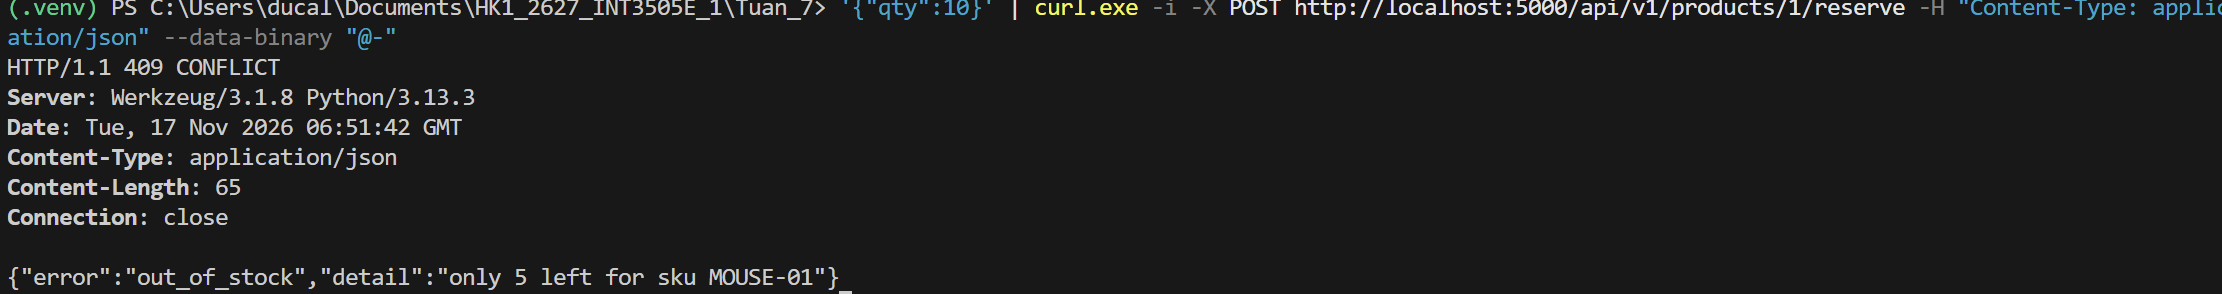 (.venv) PS C:\Users\ducal\Documents\HK1_2627_INT3505E_1\Tuan_7> '{"qty":10}' | curl.exe -i -X POST http://localhost:5000/api/v1/products/1/reserve -H "Content-Type: applic
ation/json" --data-binary "@-"
HTTP/1.1 409 CONFLICT
Server: Werkzeug/3.1.8 Python/3.13.3
Date: Tue, 17 Nov 2026 06:51:42 GMT
Content-Type: application/json
Content-Length: 65
Connection: close
{"error":"out_of_stock","detail":"only 5 left for sku MOUSE-01"}